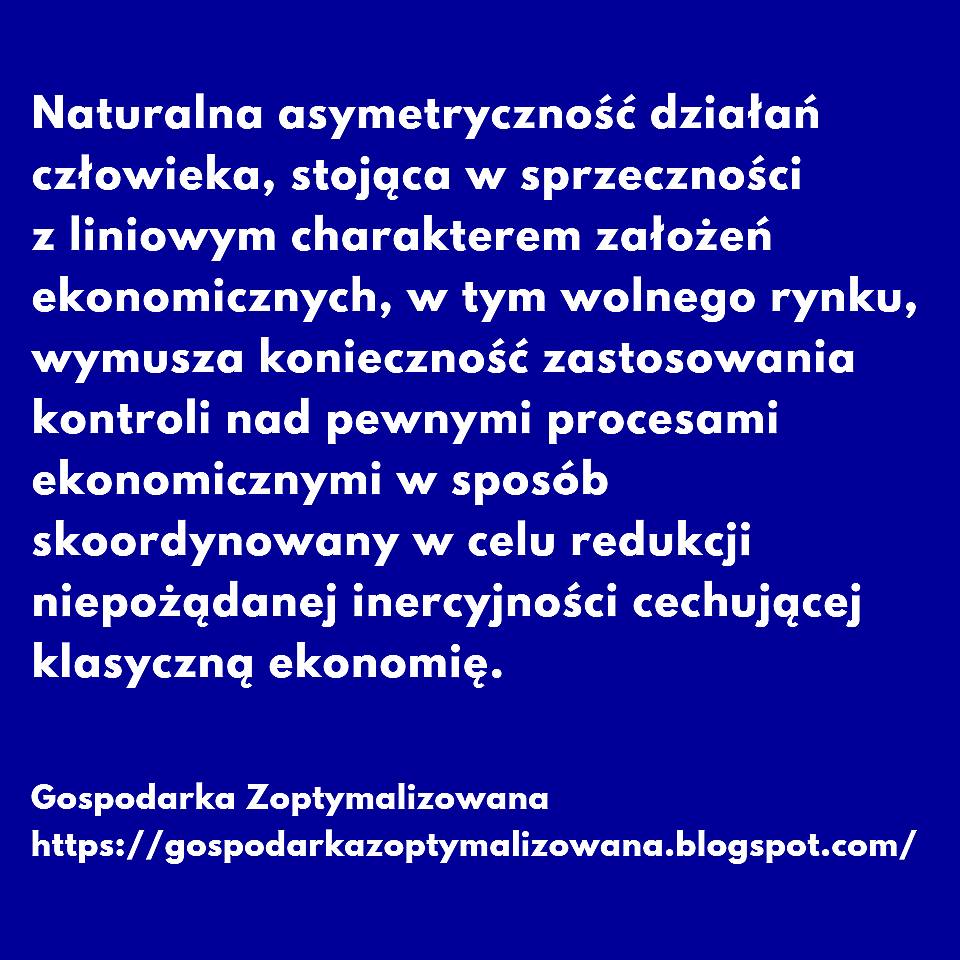 Naturalna asymetryczność działań
człowieka, stojąca w sprzeczności
z liniowym charakterem założeń
ekonomicznych, w tym wolnego rynku,
wymusza konieczność zastosowania
kontroli nad pewnymi procesami
ekonomicznymi w sposób
skoordynowany w celu redukcji
niepożądanej inercyjności cechującej
klasyczną ekonomię.
Gospodarka Zoptymalizowana
https://gospodarkazoptymalizowana.blogspot.com/